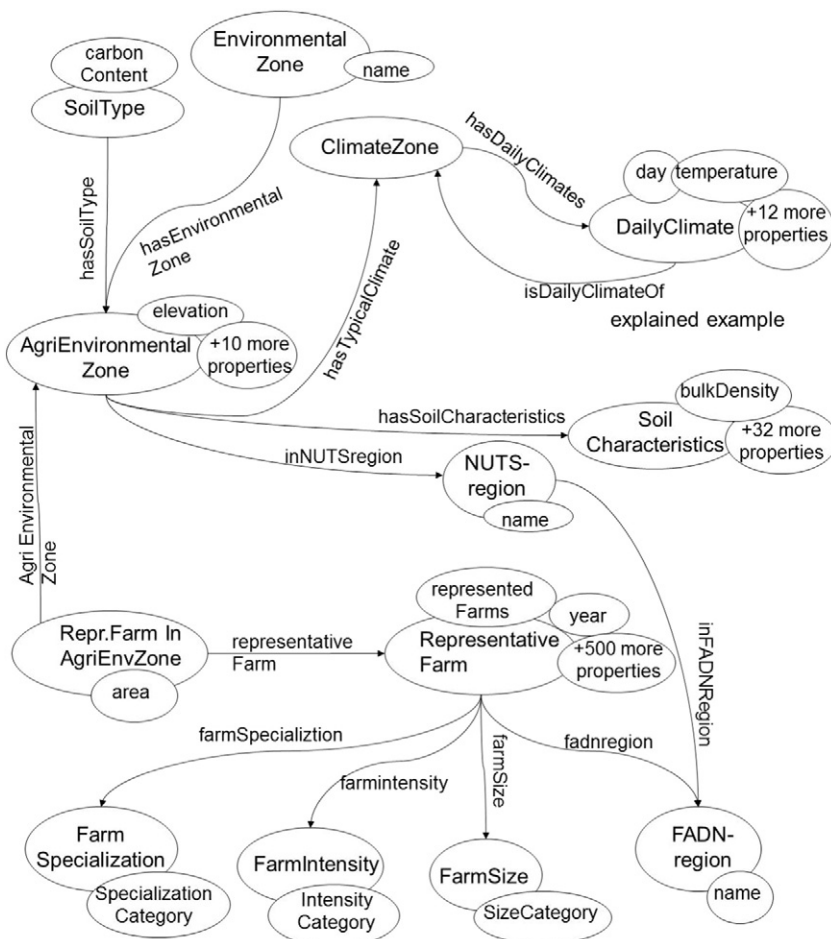 carbon
Content
SoilType
Environmental
Zone
name
ClimateZone
hasDailyClimates
day
temperature
DailyClimate
+12 more
properties
isDailyClimateOf
explained example
hasSoilType
hasEnvironmental
Zone
hasTypicalClimate
elevation
AgriEnvironmental
Zone
+10 more
properties
hasSoilCharacteristics
bulkDensity
Soil
Characteristics
+32 more
properties
inNUTSregion
NUTS-
region
name
Agri Environmental
Zone
Repr.Farm In
AgriEnvZone
area
representative
Farm
represented
Farms
year
Representative
Farm
+500 more
properties
inFADNRegion
farmSpecializtion
farmintensity
farmSize
fadnregion
Farm
Specialization
Specialization
Category
FarmIntensity
Intensity
Category
FarmSize
SizeCategory
FADN-
region
name